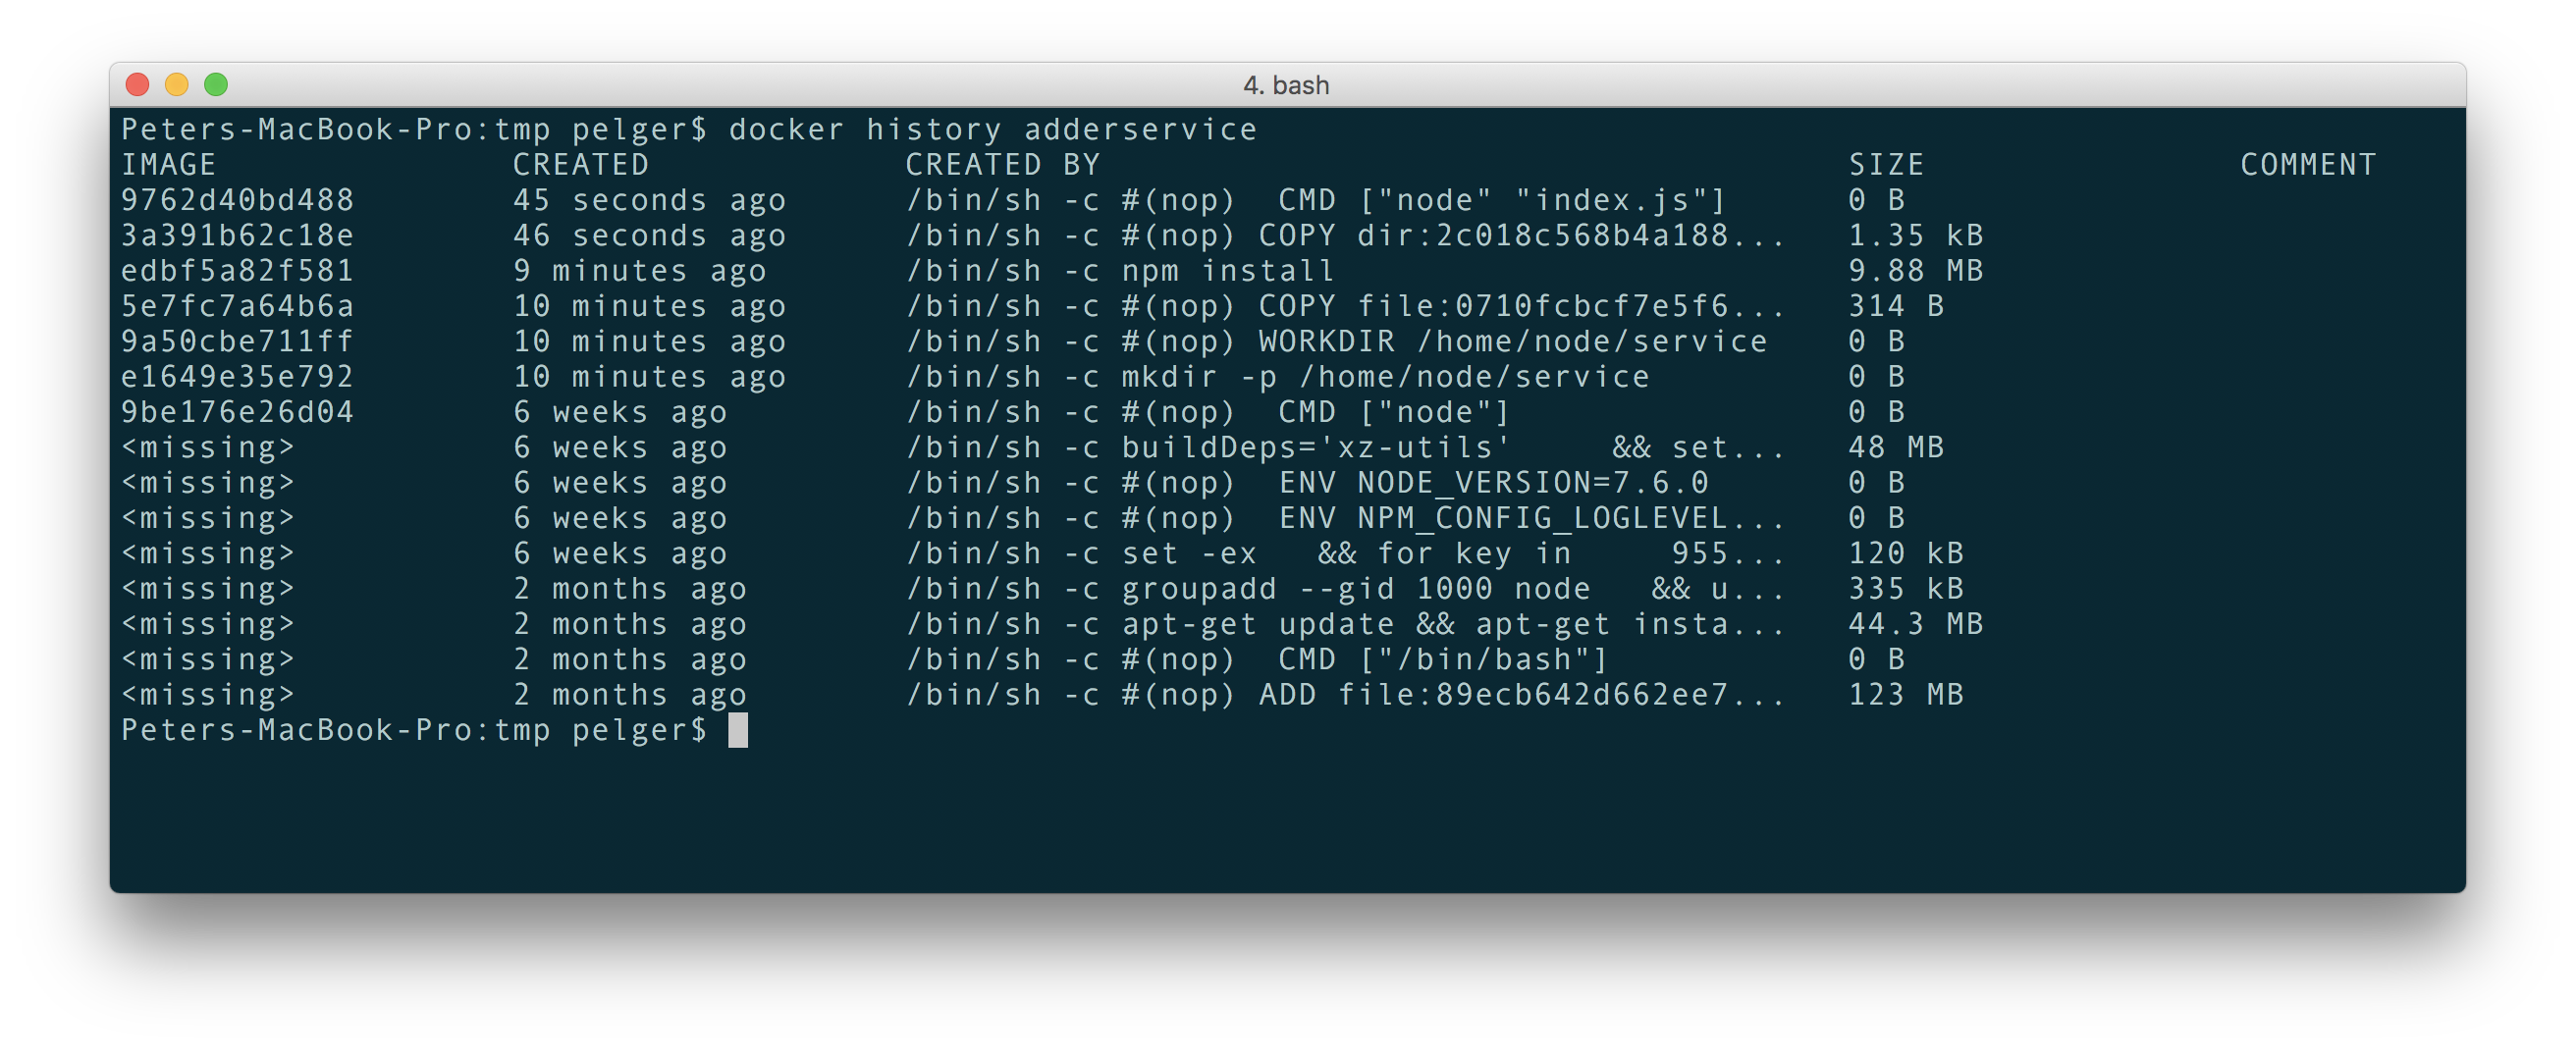 4. bash
Peters-MacBook-Pro:tmp pelger$ docker history adderservice
IMAGE               CREATED             CREATED BY                                      SIZE                COMMENT
9762d40bd488        45 seconds ago      /bin/sh -c #(nop)  CMD ["node" "index.js"]      0 B
3a391b62c18e        46 seconds ago      /bin/sh -c #(nop) COPY dir:2c018c568b4a188...   1.35 kB
edbf5a82f581        9 minutes ago       /bin/sh -c npm install                          9.88 MB
5e7fc7a64b6a        10 minutes ago      /bin/sh -c #(nop) COPY file:0710fcbcf7e5f6...   314 B
9a50cbe711ff        10 minutes ago      /bin/sh -c #(nop) WORKDIR /home/node/service    0 B
e1649e35e792        10 minutes ago      /bin/sh -c mkdir -p /home/node/service          0 B
9be176e26d04        6 weeks ago         /bin/sh -c #(nop)  CMD ["node"]                 0 B
<missing>           6 weeks ago         /bin/sh -c buildDeps='xz-utils'     && set...   48 MB
<missing>           6 weeks ago         /bin/sh -c #(nop)  ENV NODE_VERSION=7.6.0       0 B
<missing>           6 weeks ago         /bin/sh -c #(nop)  ENV NPM_CONFIG_LOGLEVEL...   0 B
<missing>           6 weeks ago         /bin/sh -c set -ex   && for key in     955...   120 kB
<missing>           2 months ago        /bin/sh -c groupadd --gid 1000 node   && u...   335 kB
<missing>           2 months ago        /bin/sh -c apt-get update && apt-get insta...   44.3 MB
<missing>           2 months ago        /bin/sh -c #(nop)  CMD ["/bin/bash"]            0 B
<missing>           2 months ago        /bin/sh -c #(nop) ADD file:89ecb642d662ee7...   123 MB
Peters-MacBook-Pro:tmp pelger$